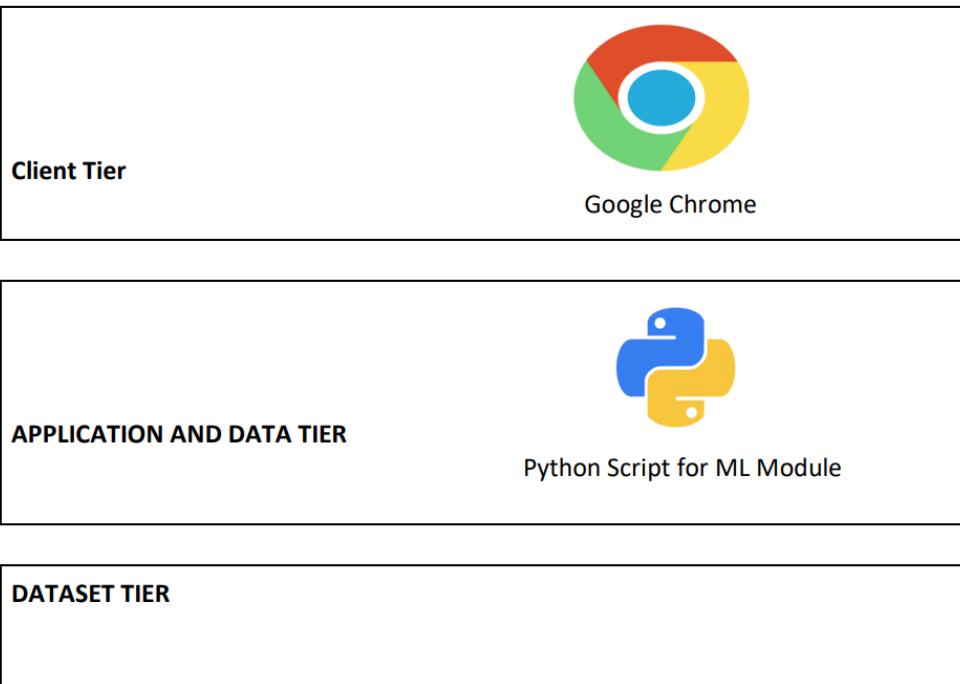 Client Tier
Google Chrome
APPLICATION AND DATA TIER
Python Script for ML Module
DATASET TIER